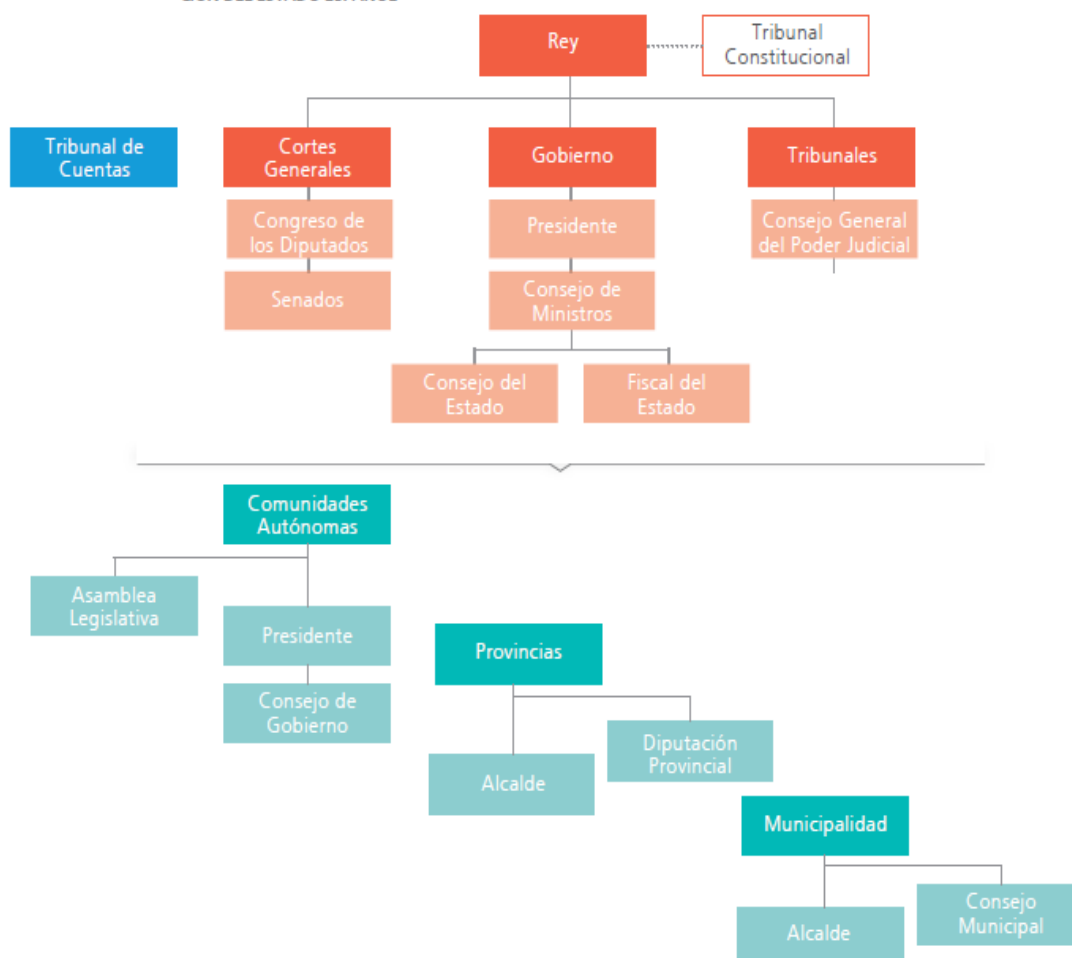 Rey
Tribunal
Constitucional
Tribunal de
Cuentas
Cortes
Generales
Gobierno
Tribunales
Congreso de
los Diputados
Presidente
Consejo General
del Poder Judicial
Senados
Consejo de
Ministros
Consejo del
Estado
Fiscal del
Estado
Comunidades
Autónomas
Asamblea
Legislativa
Presidente
Consejo de
Gobierno
Provincias
Alcalde
Diputación
Provincial
Municipalidad
Alcalde
Consejo
Municipal